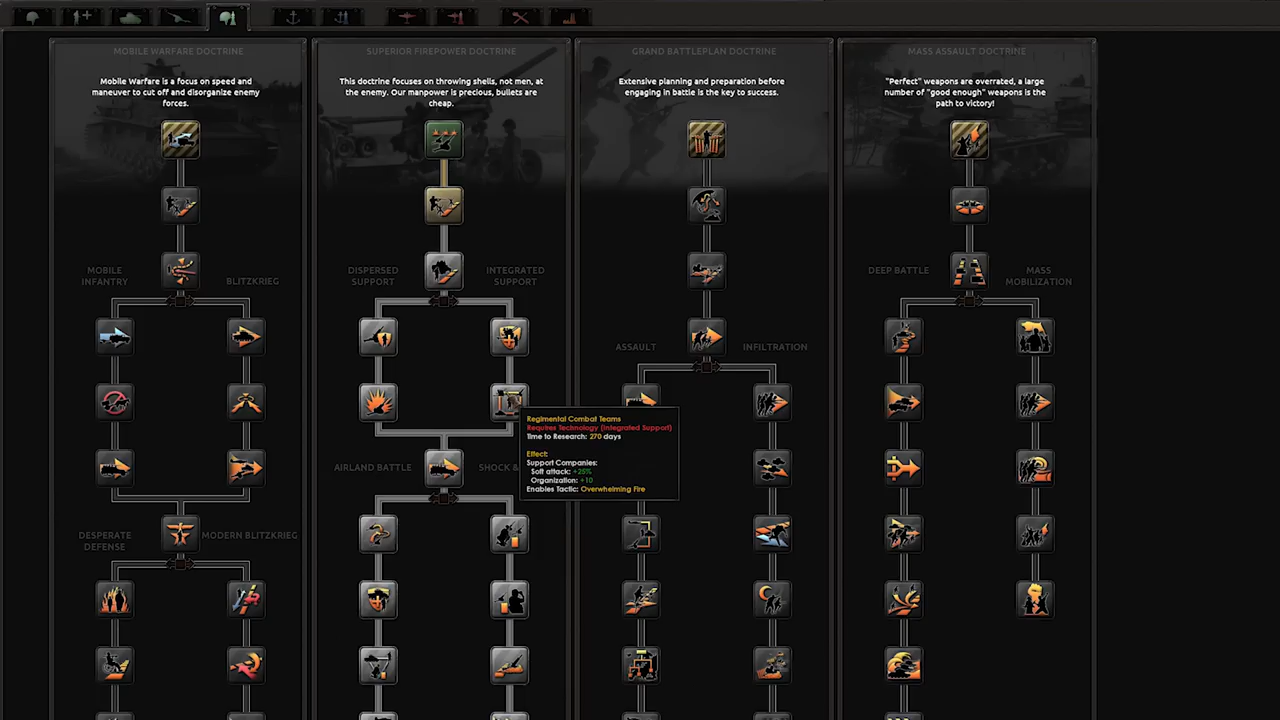 MOBILE WARFARE DOCTRINE
Mobile Warfare is a focus on speed and
maneuver to cut off and disorganize enemy
forces.
MOBILE
INFANTRY
BLITZKRIEG
DESPERATE
DEFENSE
MODERN BLITZKRIEG
SUPERIOR FIREPOWER DOCTRINE
This doctrine focuses on throwing shells, not men, at
the enemy. Our manpower is precious, bullets are
cheap.
DISPERSED
SUPPORT
INTEGRATED
SUPPORT
AIRLAND BATTLE
SHOCK &
Regimental Combat Teams
Requires Technology (Integrated Support)
Time to Research: 270 days
Effect:
Support Companies:
Soft attack: +25%
Organization: +10
Enables Tactic: Overwhelming Fire
GRAND BATTLEPLAN DOCTRINE
Extensive planning and preparation before
engaging in battle is the key to success.
ASSAULT
INFILTRATION
MASS ASSAULT DOCTRINE
"Perfect" weapons are overrated, a large
number of "good enough" weapons is the
path to victory!
DEEP BATTLE
MASS
MOBILIZATION